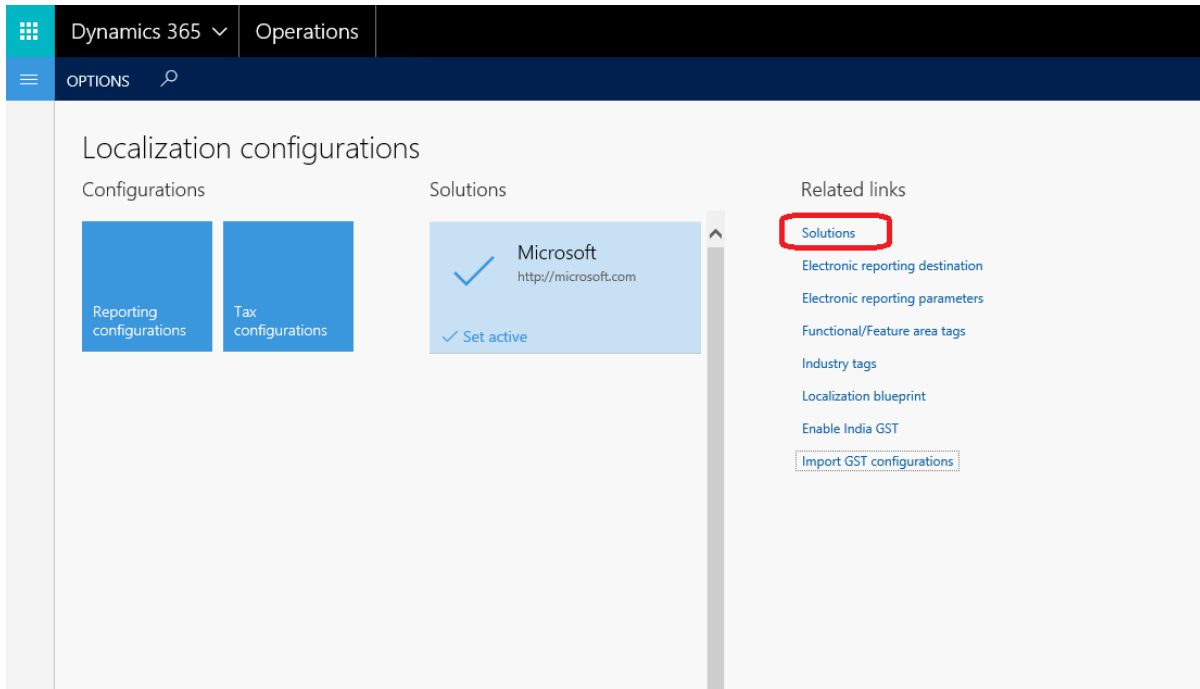 Dynamics 365
Operations
OPTIONS
Localization configurations
Configurations
Reporting
configurations
Tax
configurations
Solutions
Microsoft
http://microsoft.com
Set active
Related links
Solutions
Electronic reporting destination
Electronic reporting parameters
Functional/Feature area tags
Industry tags
Localization blueprint
Enable India GST
Import GST configurations